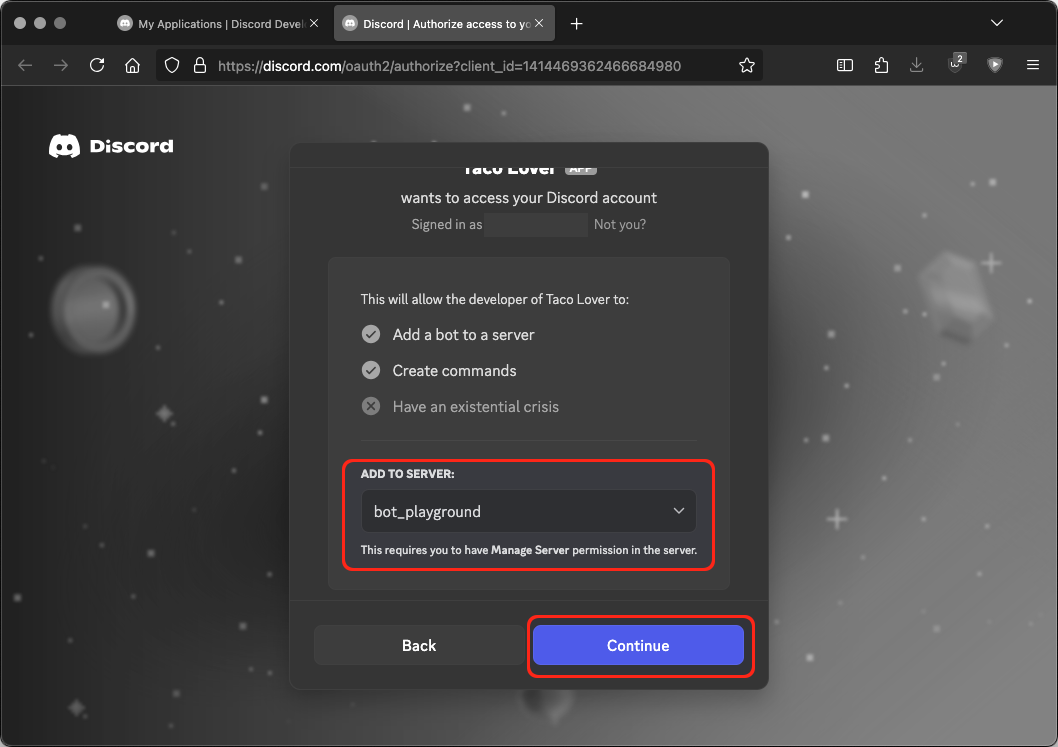 My Applications | Discord Devel
Discord | Authorize access to yo
https://discord.com/oauth2/authorize?client_id=1414469362466684980
2
Discord
Taco Lover APP
wants to access your Discord account
Signed in as Not you?
This will allow the developer of Taco Lover to:
Add a bot to a server
Create commands
Have an existential crisis
ADD TO SERVER:
bot_playground
This requires you to have Manage Server permission in the server.
Back
Continue